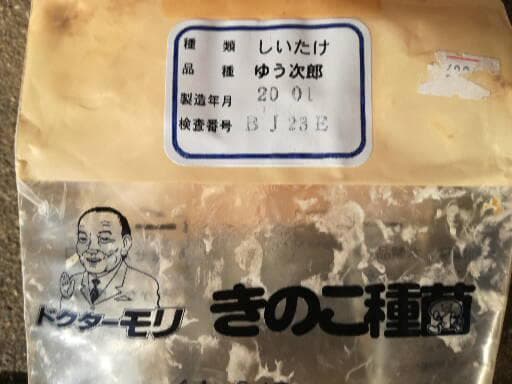 種類 しいたけ
品種 ゆう次郎
製造年月 20 01
検査番号 B J 23 E
ドクターモリ きのこ種菌